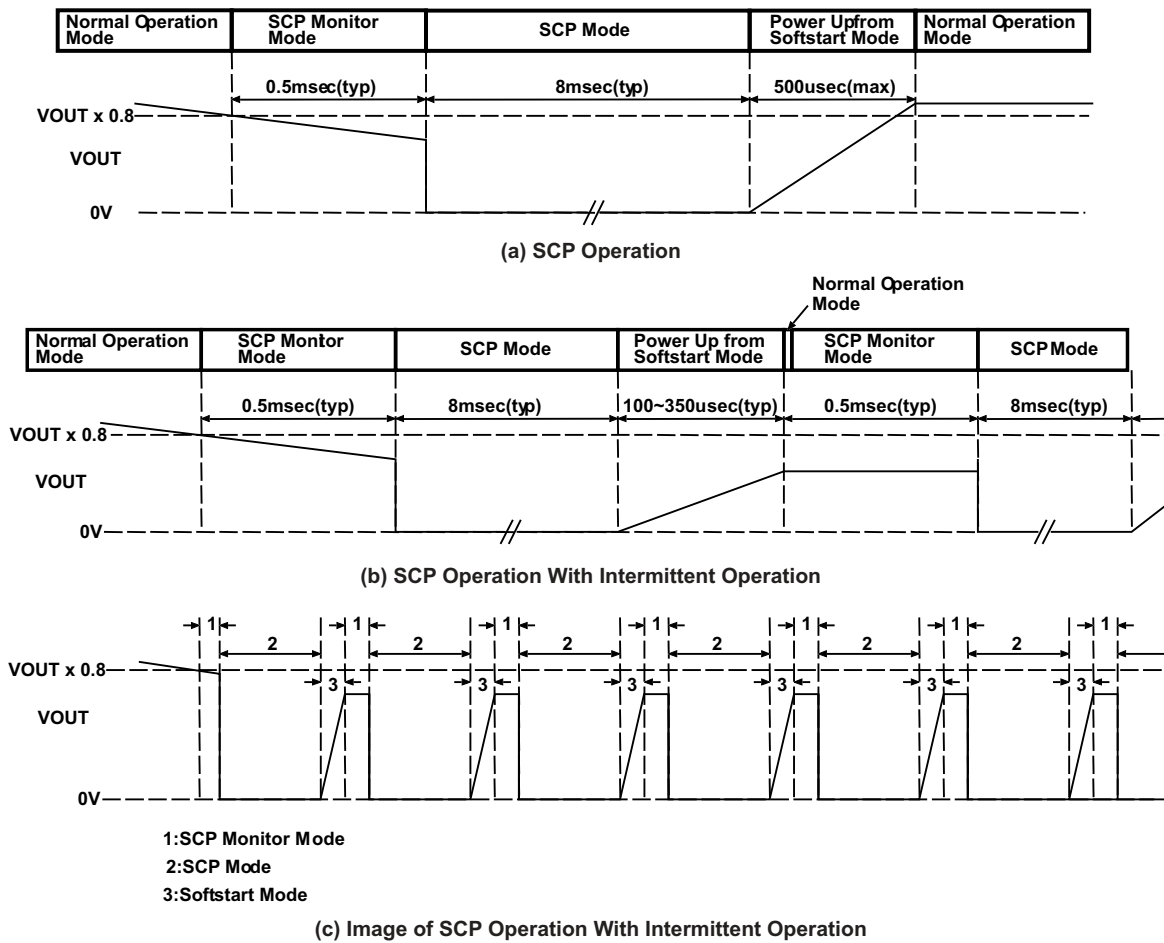 Normal Operation Mode
SCP Monitor Mode
SCP Mode
Power Upfrom Softstart Mode
Normal Operation Mode
0.5msec(typ)
8msec(typ)
500usec(max)
VOUT x 0.8
VOUT
0V
(a) SCP Operation
Normal Operation Mode
Normal Operation Mode
SCP Monitor Mode
SCP Mode
Power Up from Softstart Mode
SCP Monitor Mode
SCPMode
0.5msec(typ)
8msec(typ)
100~350usec(typ)
0.5msec(typ)
8msec(typ)
VOUT x 0.8
VOUT
0V
(b) SCP Operation With Intermittent Operation
1 1 1 1 1 1 1
2 2 2 2 2 2
VOUT x 0.8
3 3 3 3 3 3
VOUT
0V
1:SCP Monitor Mode
2:SCP Mode
3:Softstart Mode
(c) Image of SCP Operation With Intermittent Operation